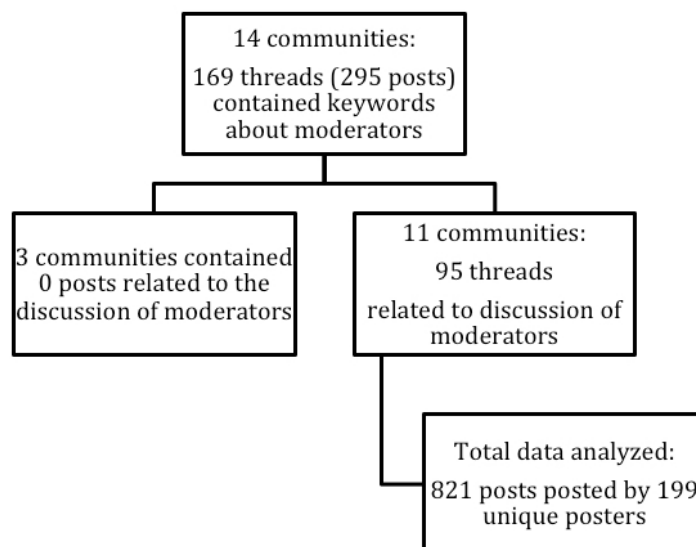 14 communities:
169 threads (295 posts)
contained keywords
about moderators
3 communities contained
0 posts related to the
discussion of moderators
11 communities:
95 threads
related to discussion of
moderators
Total data analyzed:
821 posts posted by 199
unique posters